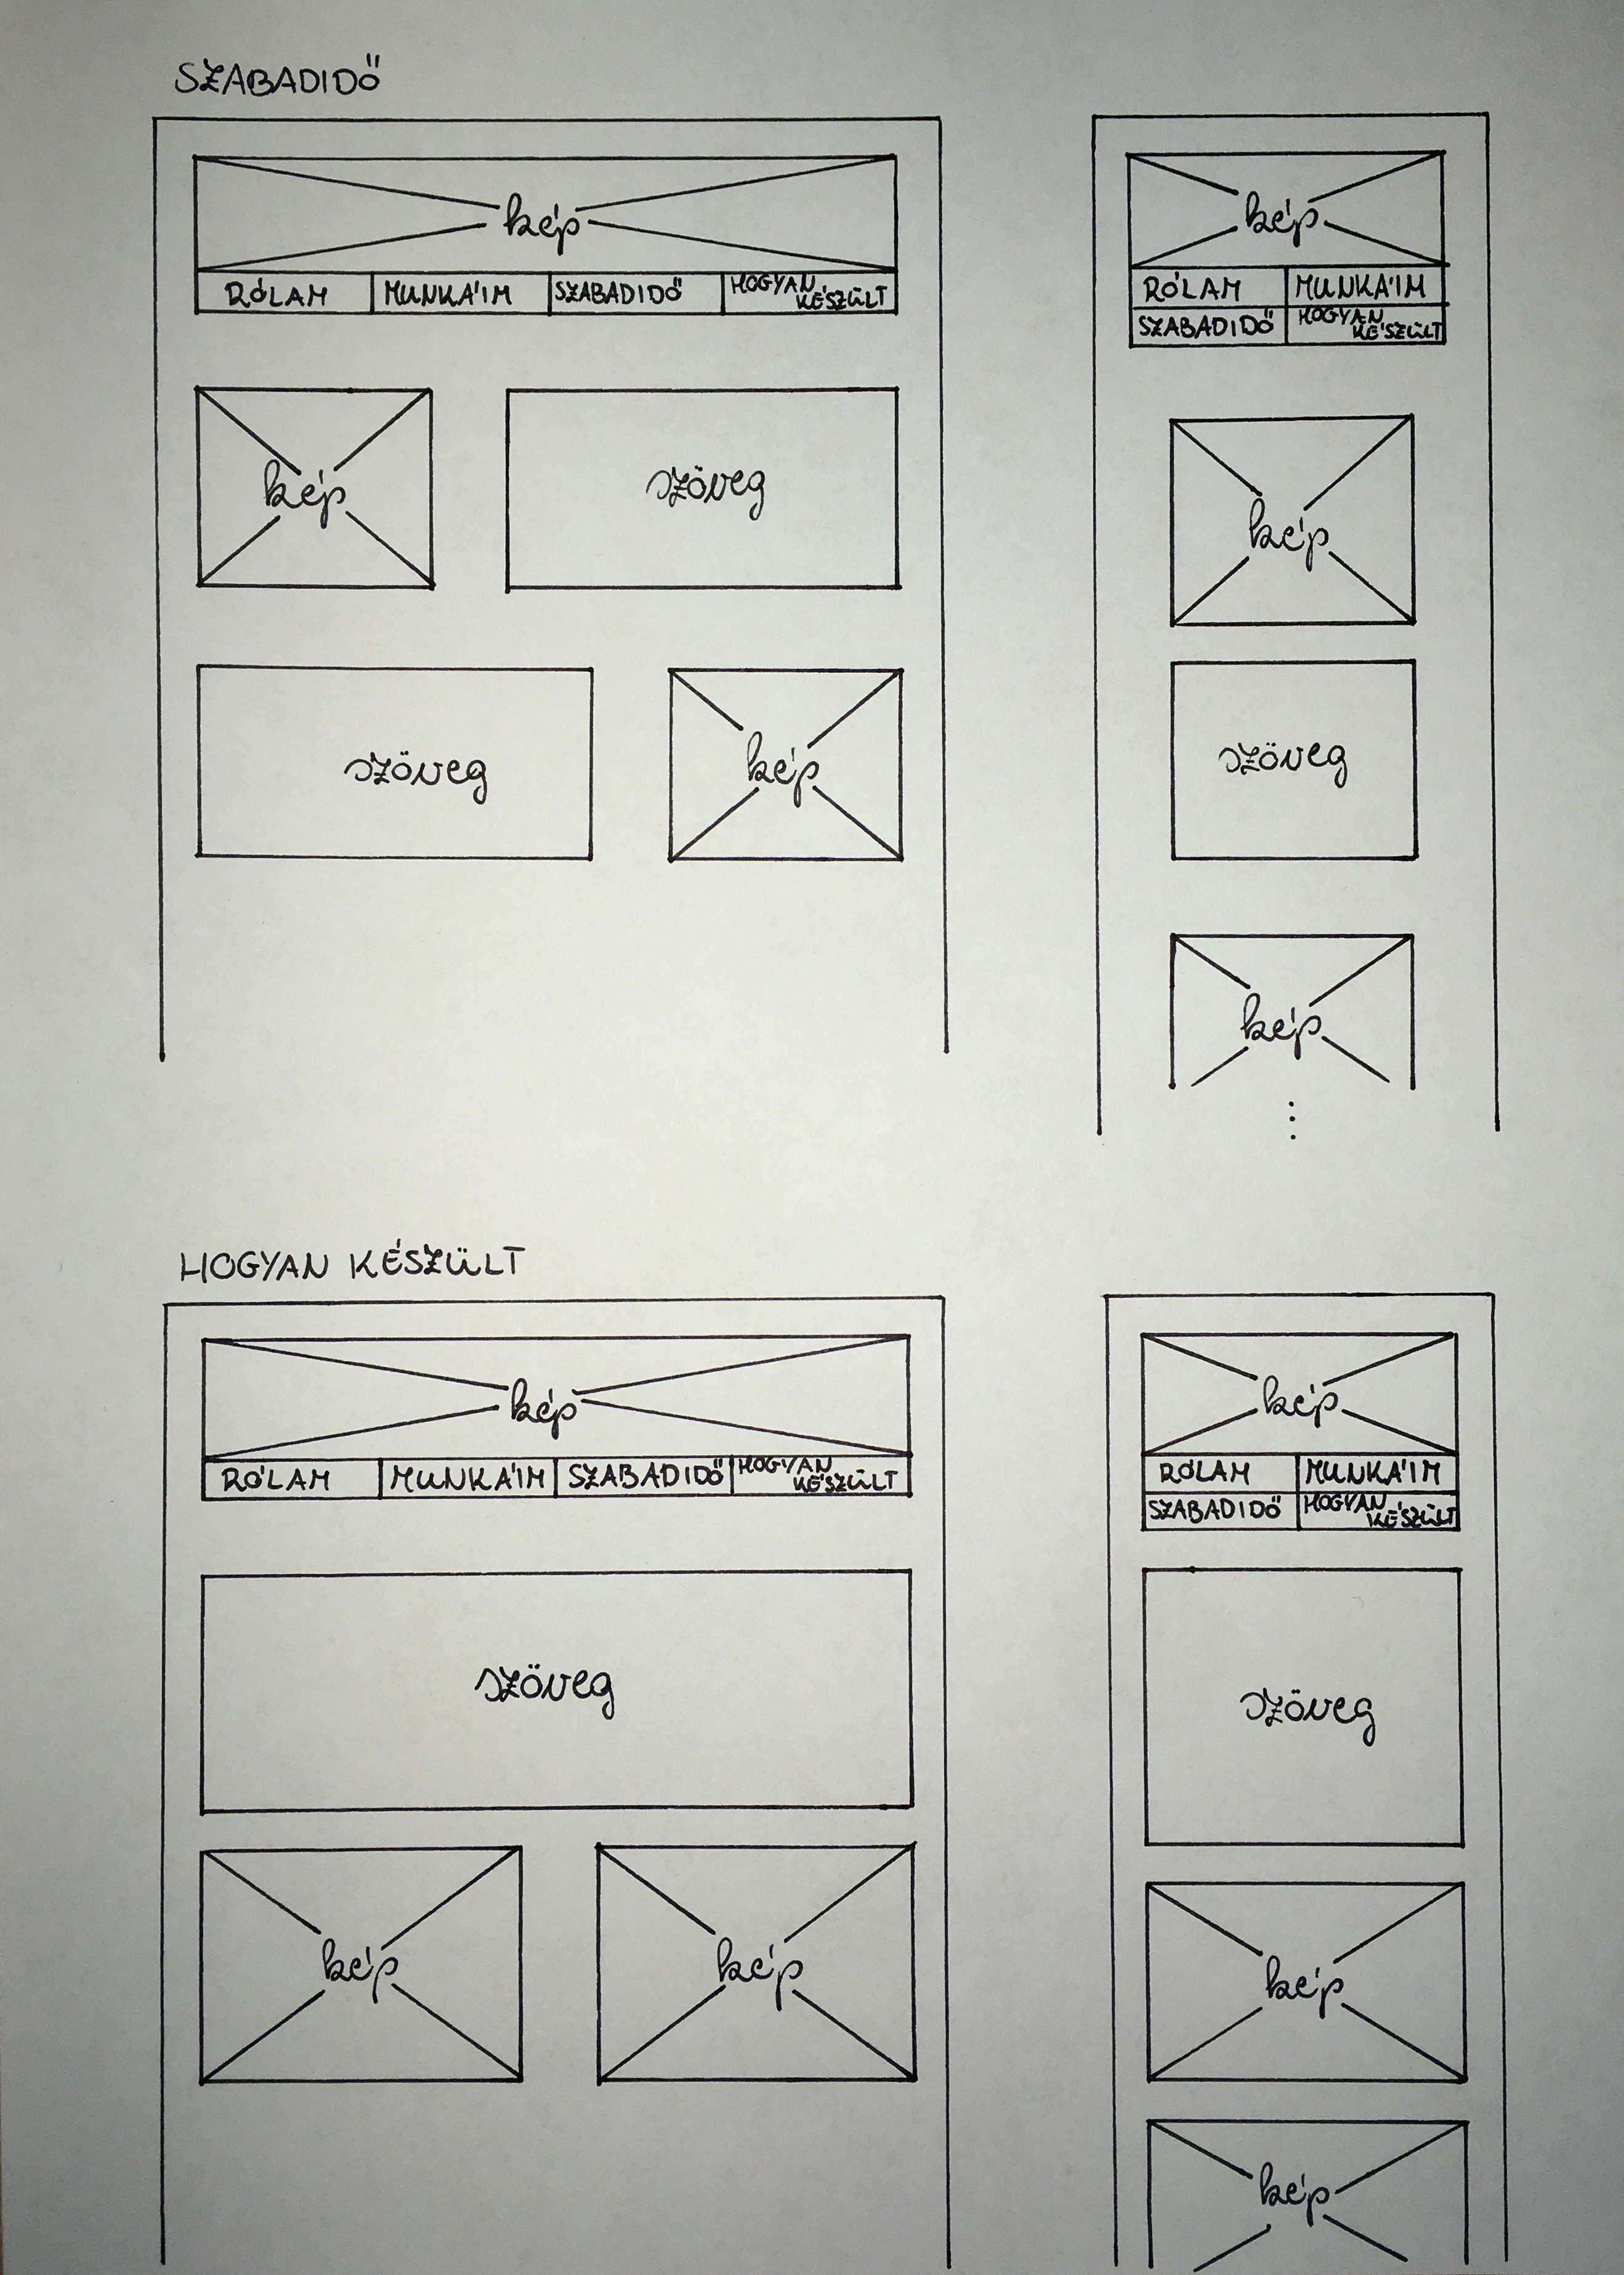 SZABADIDŐ
kép
RÓLAM MUNKÁIM SZABADIDŐ HOGYAN
KÉSZÜLT
kép szöveg
szöveg kép
kép
RÓLAM MUNKÁIM
SZABADIDŐ HOGYAN
KÉSZÜLT
kép
szöveg
kép
HOGYAN KÉSZÜLT
kép
RÓLAM MUNKÁIM SZABADIDŐ HOGYAN
KÉSZÜLT
szöveg
kép kép
kép
RÓLAM MUNKÁIM
SZABADIDŐ HOGYAN
KÉSZÜLT
szöveg
kép
kép